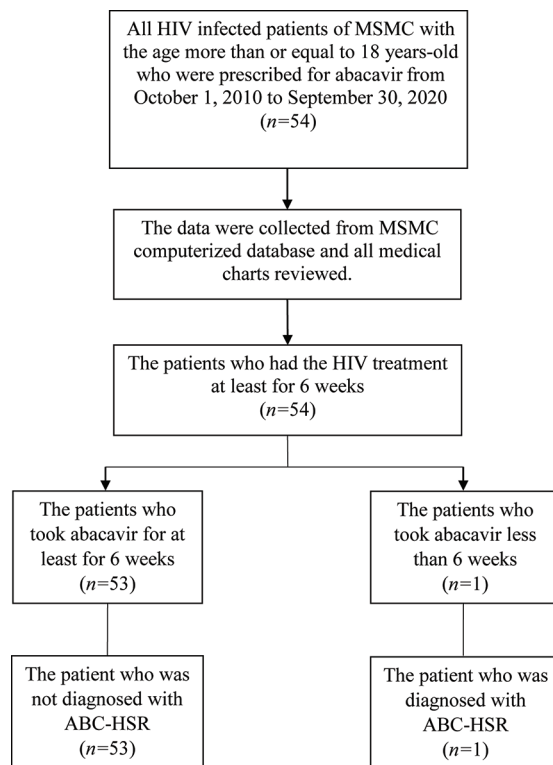 All HIV infected patients of MSMC with
the age more than or equal to 18 years-old
who were prescribed for abacavir from
October 1, 2010 to September 30, 2020
(n=54)
The data were collected from MSMC
computerized database and all medical
charts reviewed.
The patients who had the HIV treatment
at least for 6 weeks
(n=54)
The patients who
took abacavir for at
least for 6 weeks
(n=53)
The patients who
took abacavir less
than 6 weeks
(n=1)
The patient who was
not diagnosed with
ABC-HSR
(n=53)
The patient who was
diagnosed with
ABC-HSR
(n=1)